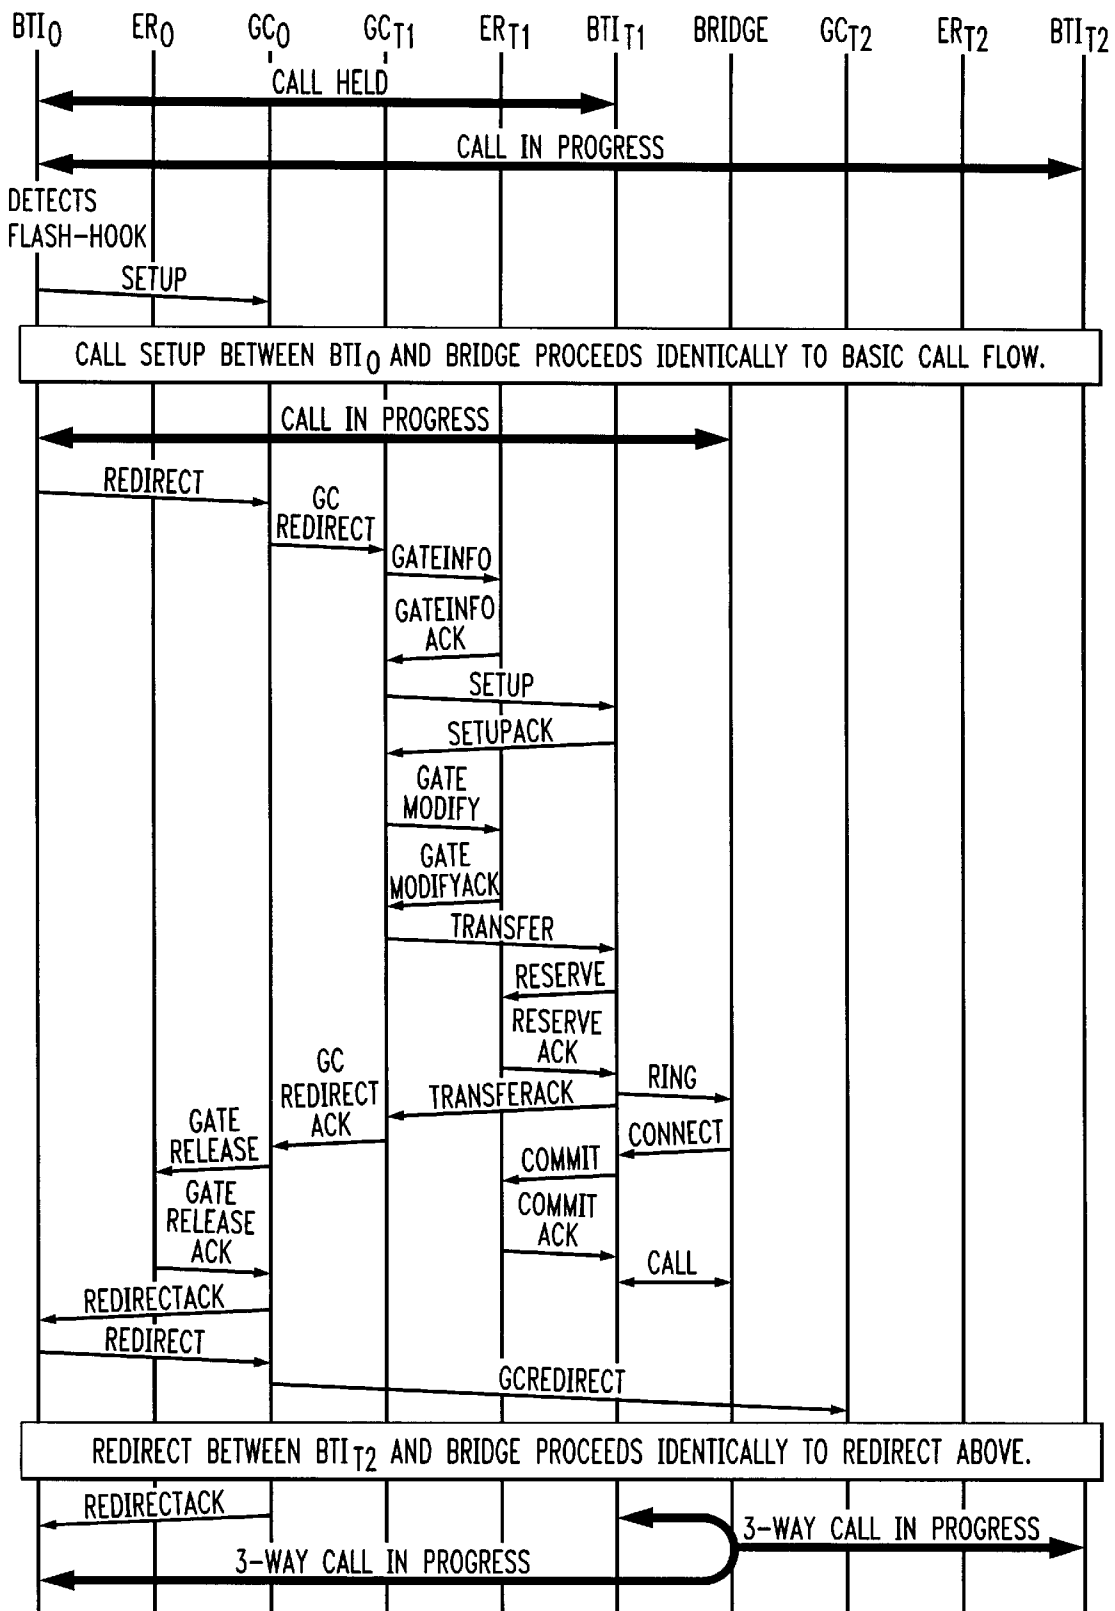 BTIO ERO GCO GCT1 ERT1 BTIT1 BRIDGE GCT2 ERT2 BTIT2
CALL HELD
CALL IN PROGRESS
DETECTS
FLASH-HOOK
SETUP
CALL SETUP BETWEEN BTIO AND BRIDGE PROCEEDS IDENTICALLY TO BASIC CALL FLOW.
CALL IN PROGRESS
REDIRECT
GC
REDIRECT
GATEINFO
GATEINFO
ACK
SETUP
SETUPACK
GATE
MODIFY
GATE
MODIFYACK
TRANSFER
RESERVE
RESERVE
ACK
RING
TRANSFERACK
GC
REDIRECT
ACK
CONNECT
GATE
RELEASE
COMMIT
GATE
RELEASE
ACK
COMMIT
ACK
CALL
REDIRECTACK
REDIRECT
GCREDIRECT
REDIRECT BETWEEN BTIT2 AND BRIDGE PROCEEDS IDENTICALLY TO REDIRECT ABOVE.
REDIRECTACK
3-WAY CALL IN PROGRESS
3-WAY CALL IN PROGRESS